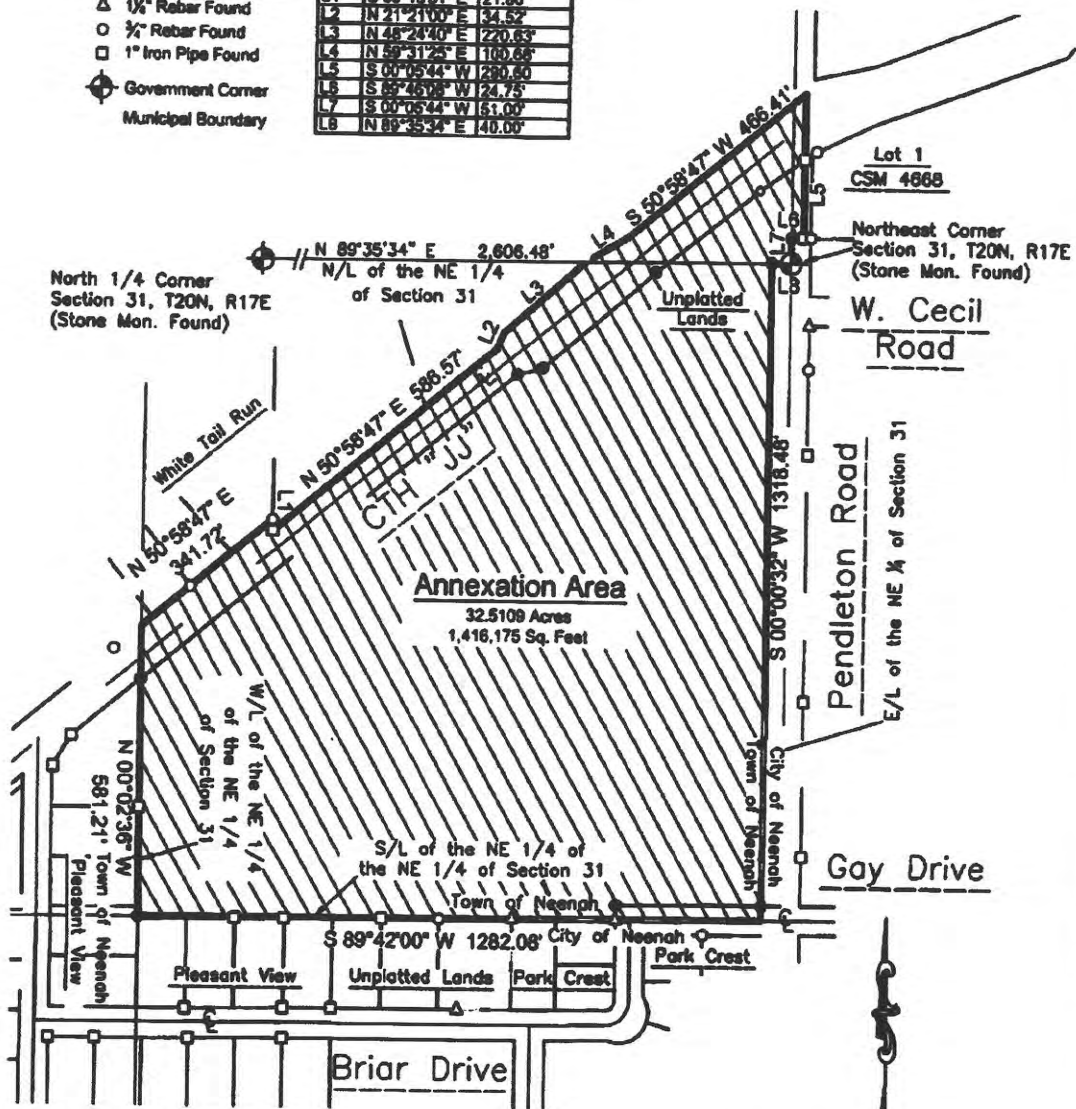 △ 1¼" Rebar Found
○ ¾" Rebar Found
□ 1" Iron Pipe Found
Government Corner
Municipal Boundary
L2 N 21°21'00" E 34.52'
L3 N 48°24'40" E 220.63'
L4 N 59°31'25" E 100.66'
L5 S 00°05'44" W 280.60
L6 S 89°46'08" W 24.75'
L7 S 00°05'44" W 51.00'
L8 N 89°35'34" E 40.00'
S 50°58'47" W 466.41'
Lot 1
CSM 4668
L5
L6
L7
L8
L4
Northeast Corner
Section 31, T20N, R17E
(Stone Mon. Found)
N 89°35'34" E 2,606.48'
N/L of the NE 1/4
of Section 31
North 1/4 Corner
Section 31, T20N, R17E
(Stone Mon. Found)
L3
Unplatted
Lands
W. Cecil
Road
L2
N 50°58'47" E 586.57'
White Tail Run
L1
CTH "JJ"
N 50°58'47" E
341.72'
Annexation Area
32.5109 Acres
1,416,175 Sq. Feet
S 00°00'32" W 1318.48'
Pendleton Road
E/L of the NE ¼ of Section 31
City of Neenah
Town of Neenah
W/L of the NE 1/4
of the NE 1/4
of Section 31
N 00°02'36" W
581.21'
Town of Neenah
Pleasant View
S/L of the NE 1/4 of
the NE 1/4 of Section 31
Gay Drive
Town of Neenah
S 89°42'00" W 1282.08'
City of Neenah
Park Crest
Pleasant View
Unplatted Lands
Park Crest
Briar Drive